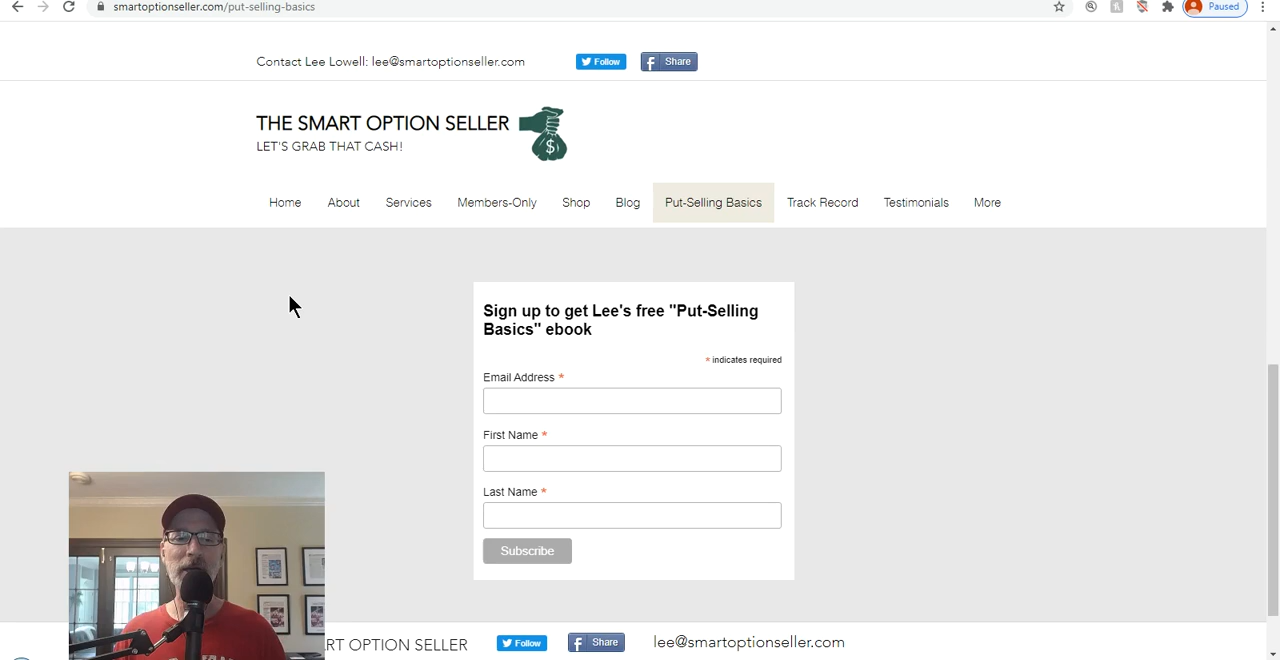 smartoptionseller.com/put-selling-basics
Paused
Contact Lee Lowell: lee@smartoptionseller.com
Follow
f Share
THE SMART OPTION SELLER
LET'S GRAB THAT CASH!
$
Home About Services Members-Only Shop Blog Put-Selling Basics Track Record Testimonials More
Sign up to get Lee's free "Put-Selling
Basics" ebook
* indicates required
Email Address *
First Name *
Last Name *
Subscribe
RT OPTION SELLER
Follow
f Share
lee@smartoptionseller.com